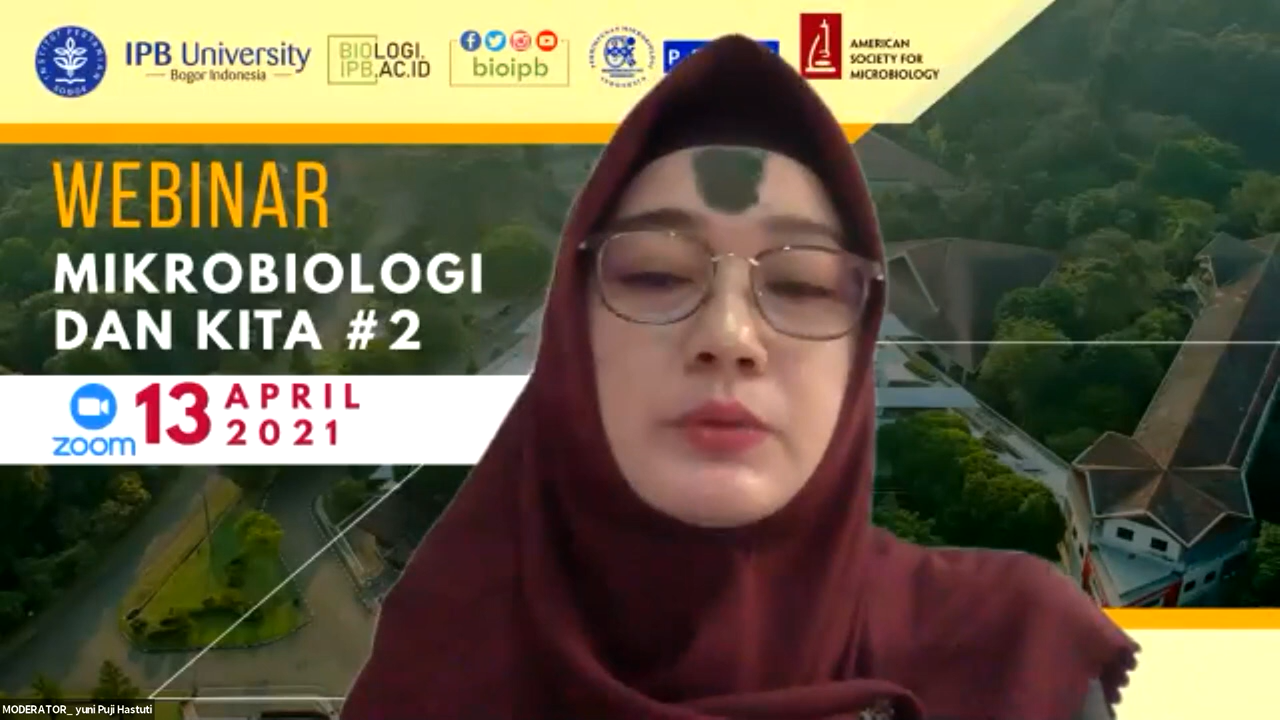 IPB University
Bogor Indonesia
BIOLOGI.
IPB.AC.ID
bioipb
AMERICAN
SOCIETY FOR
MICROBIOLOGY
WEBINAR
MIKROBIOLOGI
DAN KITA #2
zoom
13
APRIL
2021
MODERATOR_ yuni Puji Hastuti